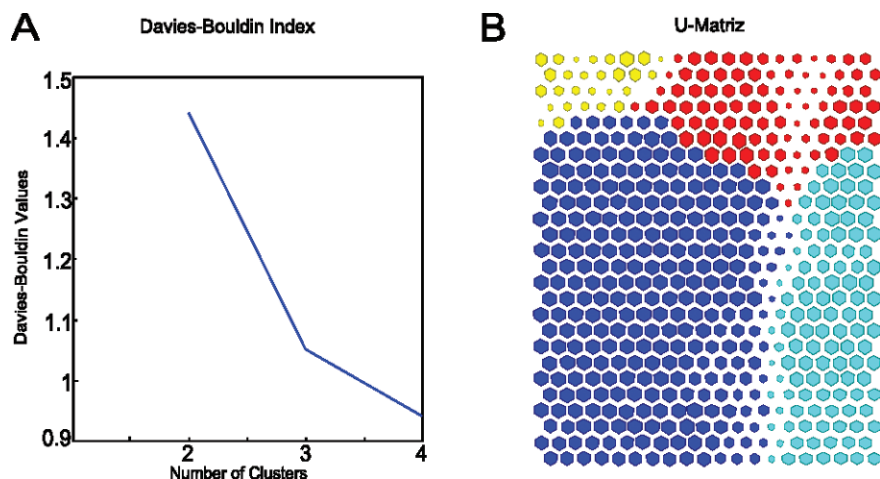 A
Davies-Bouldin Index
Davies-Bouldin Values
1.5
1.4
1.3
1.2
1.1
1
0.9
2
3
4
Number of Clusters
B
U-Matriz